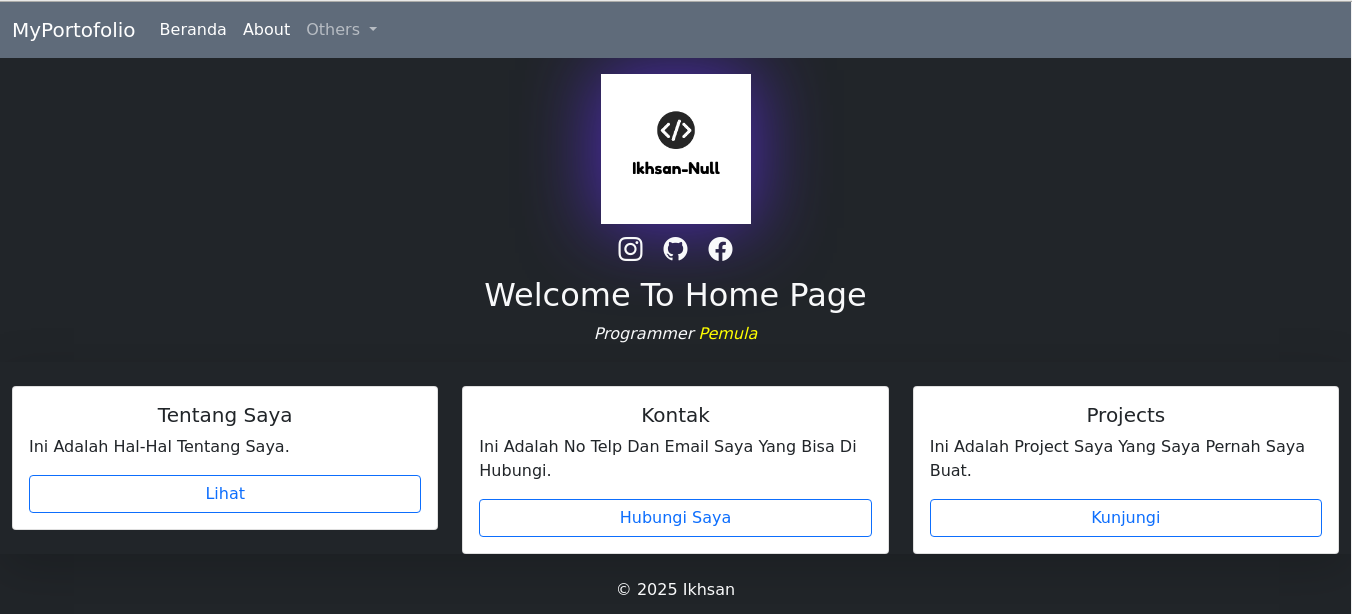 MyPortofolio Beranda About Others
Ikhsan-Null
Welcome To Home Page
Programmer Pemula
Tentang Saya
Ini Adalah Hal-Hal Tentang Saya.
Lihat
Kontak
Ini Adalah No Telp Dan Email Saya Yang Bisa Di
Hubungi.
Hubungi Saya
Projects
Ini Adalah Project Saya Yang Saya Pernah Saya
Buat.
Kunjungi
© 2025 Ikhsan